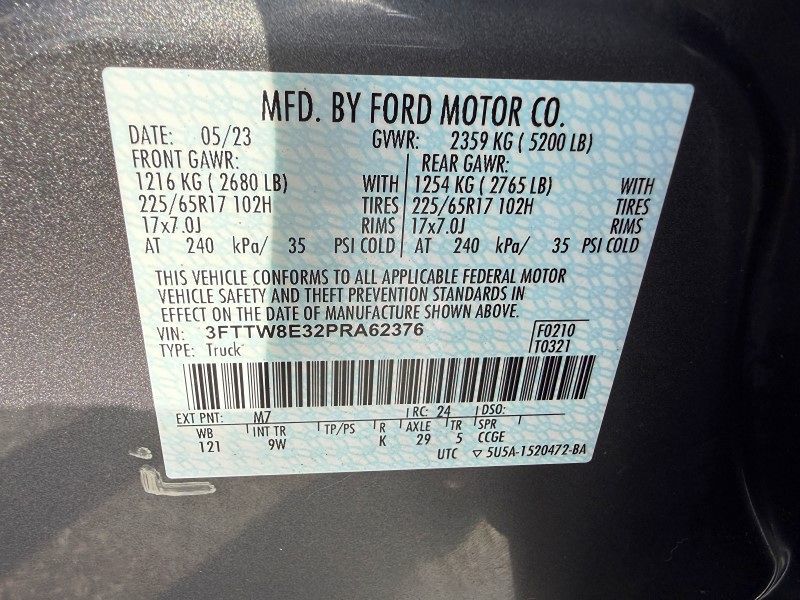 MFD. BY FORD MOTOR CO.
DATE: 05/23 GVWR: 2359 KG ( 5200 LB)
FRONT GAWR: REAR GAWR:
1216 KG ( 2680 LB) WITH 1254 KG ( 2765 LB) WITH
225/65R17 102H TIRES 225/65R17 102H TIRES
17x7.0J RIMS 17x7.0J RIMS
AT 240 kPa/ 35 PSI COLD AT 240 kPa/ 35 PSI COLD
THIS VEHICLE CONFORMS TO ALL APPLICABLE FEDERAL MOTOR
VEHICLE SAFETY AND THEFT PREVENTION STANDARDS IN
EFFECT ON THE DATE OF MANUFACTURE SHOWN ABOVE.
VIN: 3FTTW8E32PRA62376 F0210
TYPE: Truck T0321
EXT PNT: M7 RC: 24 DSO:
WB INT TR TP/PS R AXLE TR SPR
121 9W K 29 5 CCGE
UTC ▽ 5U5A-1520472-BA